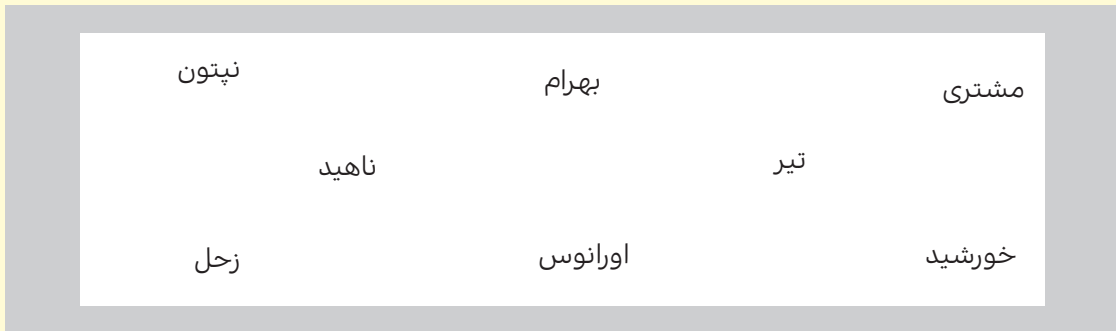 مشتری
بهرام
نپتون
تیر
ناهید
خورشید
اورانوس
زحل